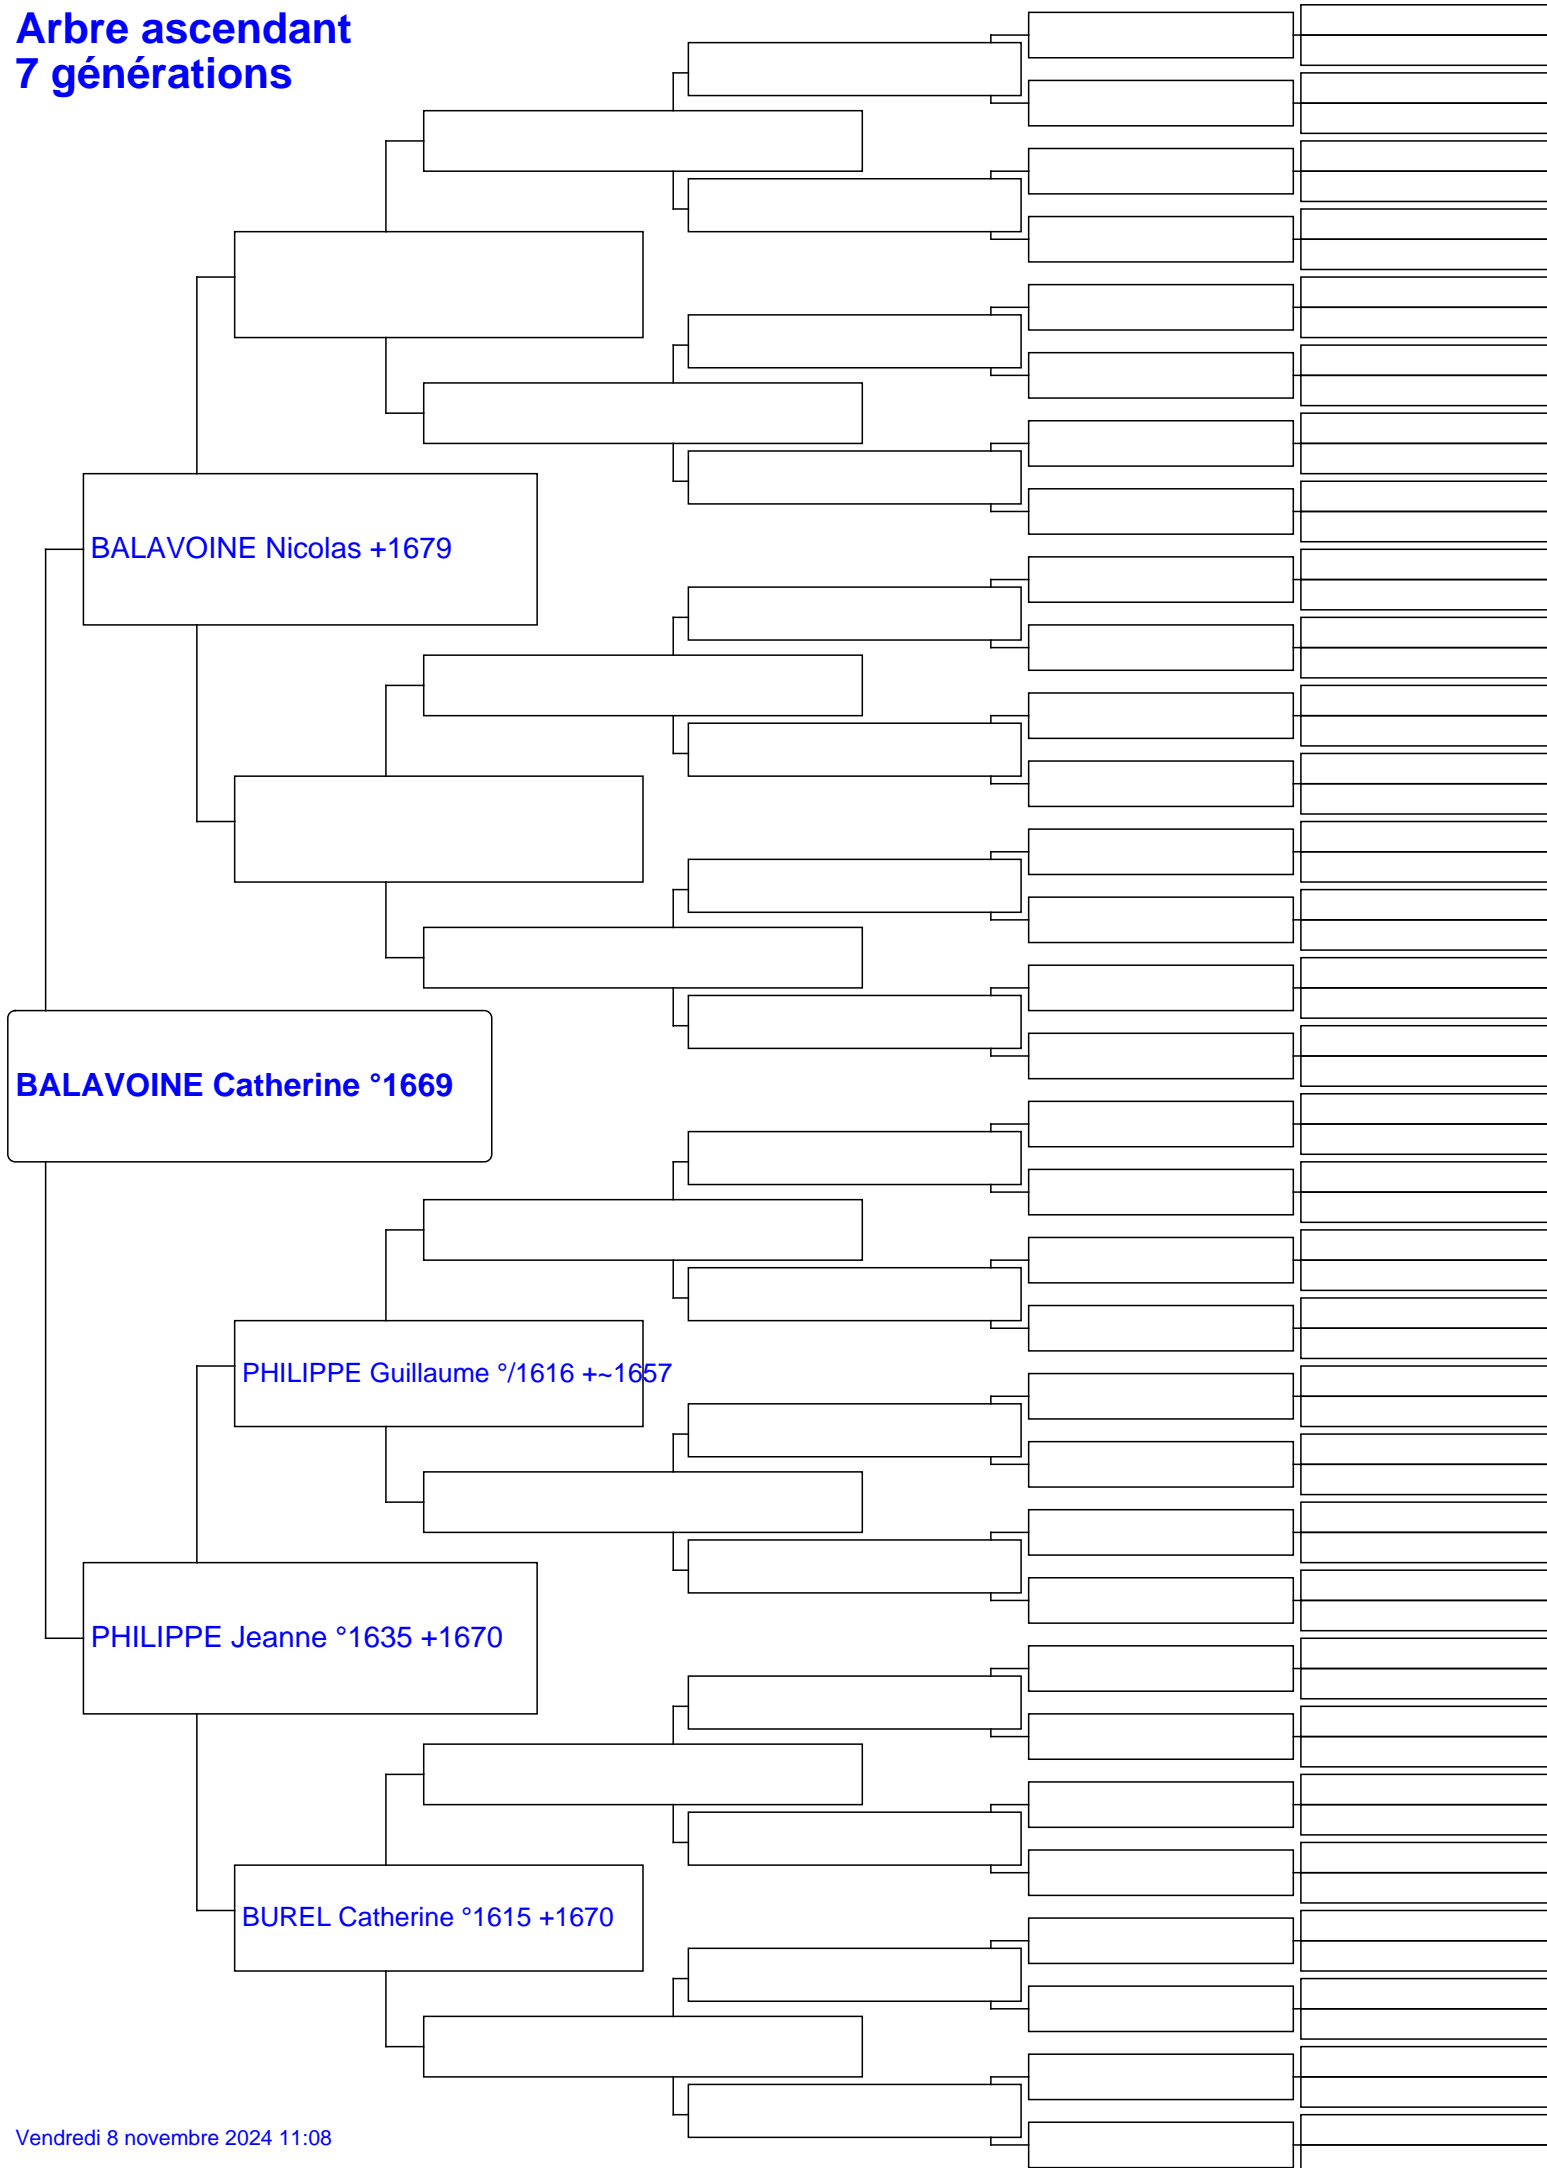 Arbre ascendant
7 générations
BALAVOINE Nicolas +1679
BALAVOINE Catherine °1669
PHILIPPE Guillaume °/1616 +~1657
PHILIPPE Jeanne °1635 +1670
BUREL Catherine °1615 +1670
Vendredi 8 novembre 2024 11:08